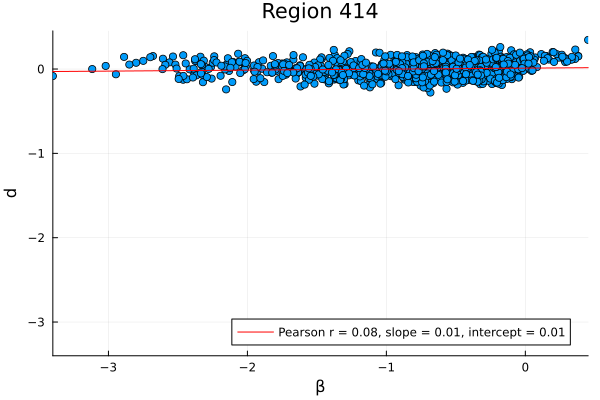 Region 414
d
0
−1
−2
−3
Pearson r = 0.08, slope = 0.01, intercept = 0.01
−3 −2 −1 0
β